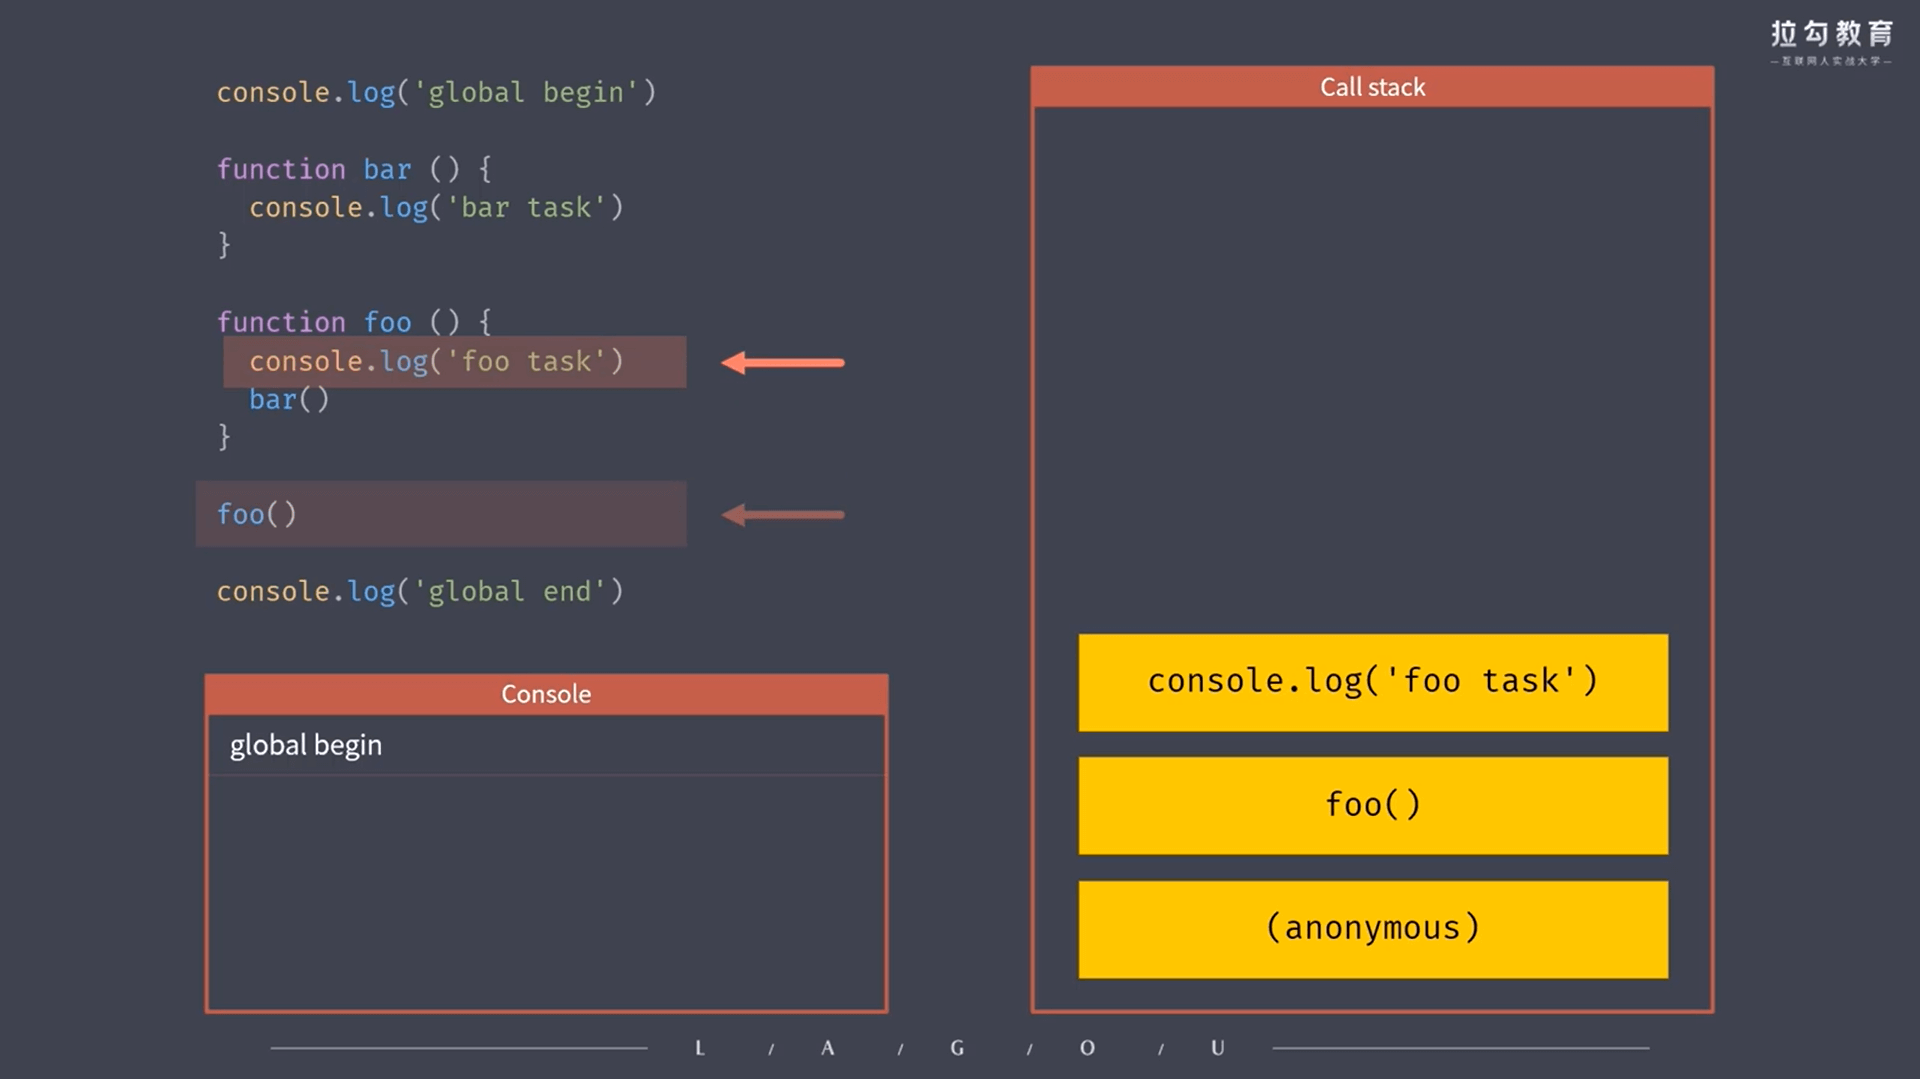 拉勾教育
—互联网人实战大学—
console.log('global begin')
function bar () {
  console.log('bar task')
}
function foo () {
  console.log('foo task')
  bar()
}
foo()
console.log('global end')
Console
global begin
Call stack
console.log('foo task')
foo()
(anonymous)
L / A / G / O / U